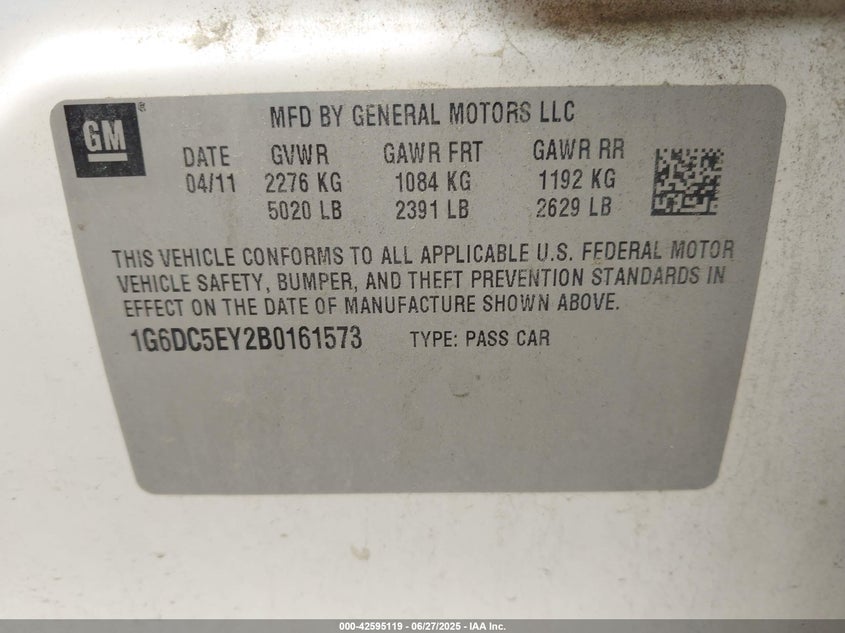 GM ®
MFD BY GENERAL MOTORS LLC
DATE GVWR GAWR FRT GAWR RR
04/11 2276 KG 1084 KG 1192 KG
5020 LB 2391 LB 2629 LB
THIS VEHICLE CONFORMS TO ALL APPLICABLE U.S. FEDERAL MOTOR
VEHICLE SAFETY, BUMPER, AND THEFT PREVENTION STANDARDS IN
EFFECT ON THE DATE OF MANUFACTURE SHOWN ABOVE.
1G6DC5EY2B0161573 TYPE: PASS CAR
000-42595119 - 06/27/2025 - IAA Inc.